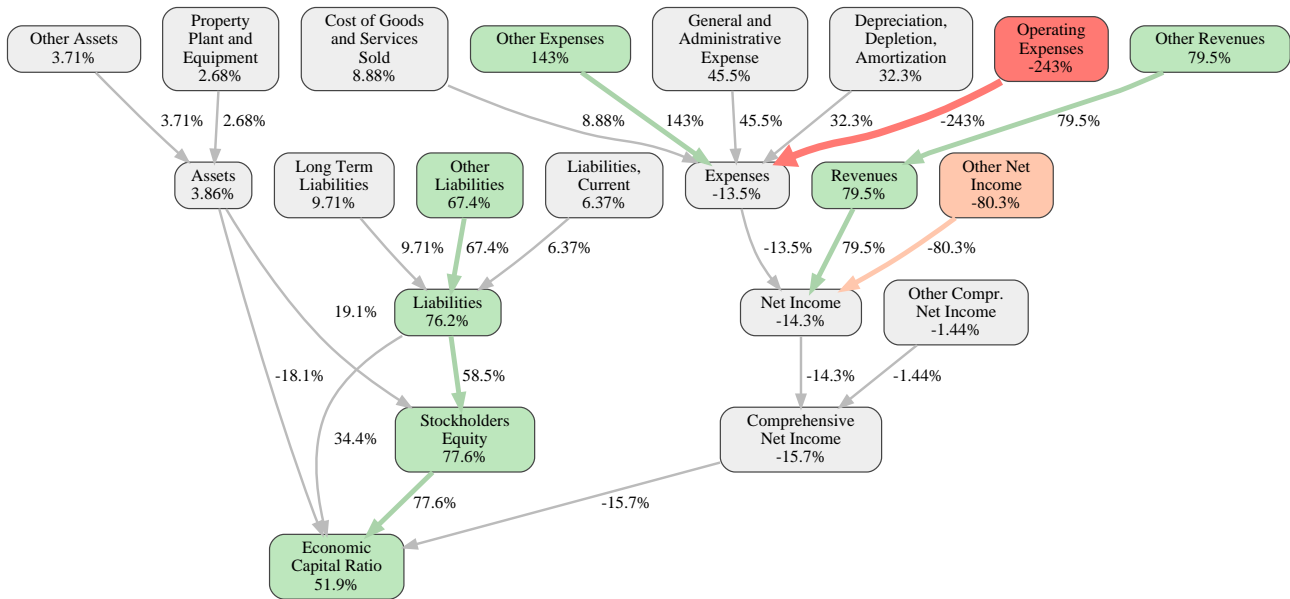 Other Assets
3.71%
Property
Plant and
Equipment
2.68%
Cost of Goods
and Services
Sold
8.88%
Other Expenses
143%
General and
Administrative
Expense
45.5%
Depreciation,
Depletion,
Amortization
32.3%
Operating
Expenses
-243%
Other Revenues
79.5%
3.71%
2.68%
8.88%
143%
45.5%
32.3%
-243%
79.5%
Assets
3.86%
Long Term
Liabilities
9.71%
Other
Liabilities
67.4%
Liabilities,
Current
6.37%
Expenses
-13.5%
Revenues
79.5%
Other Net
Income
-80.3%
9.71%
67.4%
6.37%
-13.5%
79.5%
-80.3%
19.1%
Liabilities
76.2%
Net Income
-14.3%
Other Compr.
Net Income
-1.44%
-18.1%
58.5%
-14.3%
-1.44%
34.4%
Stockholders
Equity
77.6%
Comprehensive
Net Income
-15.7%
77.6%
-15.7%
Economic
Capital Ratio
51.9%